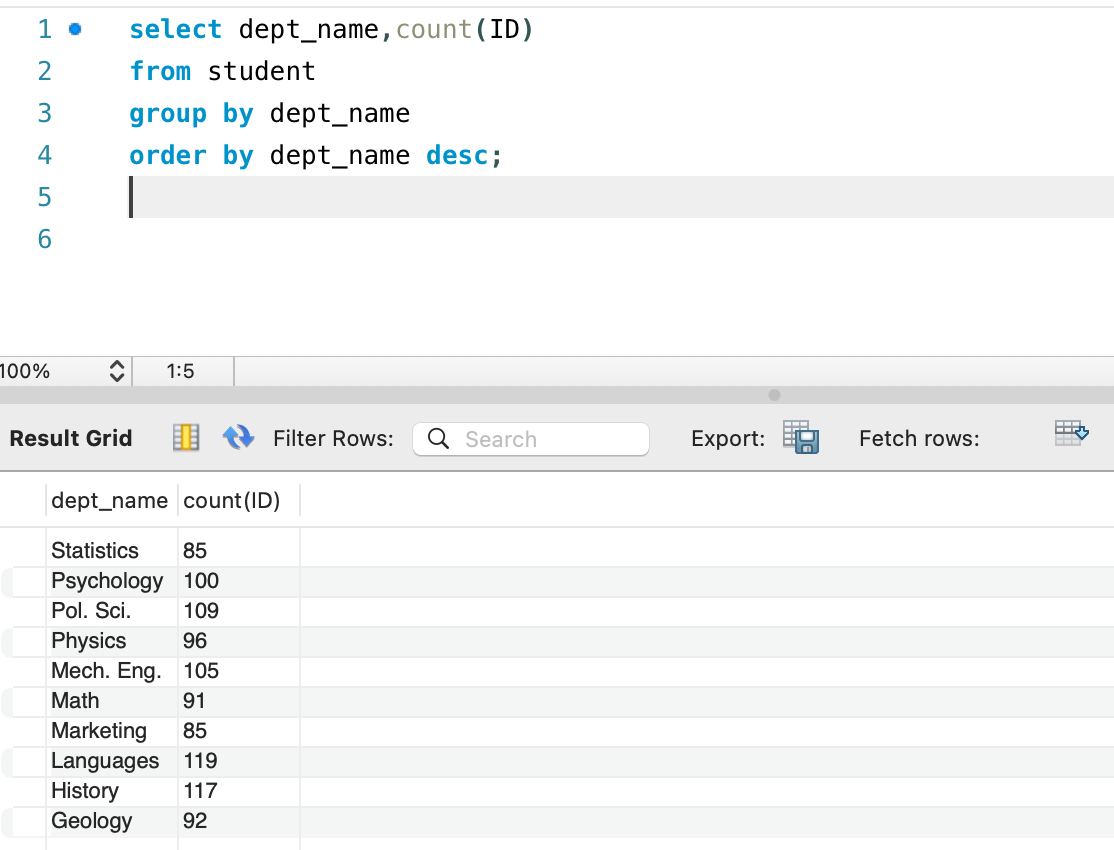 1 select dept_name,count(ID)
2 from student
3 group by dept_name
4 order by dept_name desc;
5
6
100% 1:5
Result Grid Filter Rows: Search Export: Fetch rows:
dept_name count(ID)
Statistics 85
Psychology 100
Pol. Sci. 109
Physics 96
Mech. Eng. 105
Math 91
Marketing 85
Languages 119
History 117
Geology 92